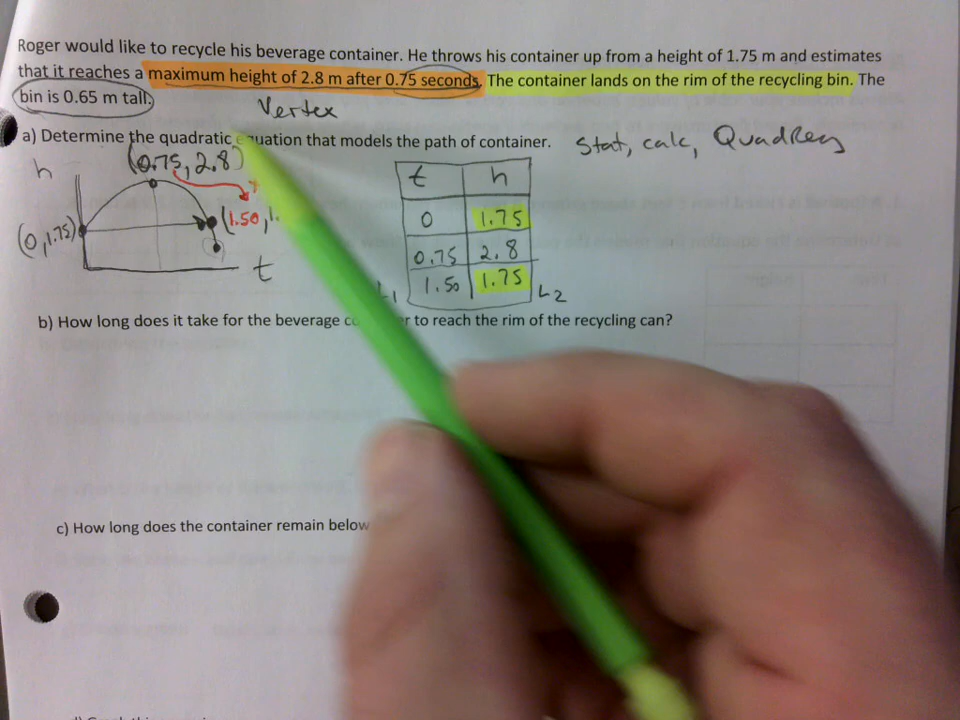 Roger would like to recycle his beverage container. He throws his container up from a height of 1.75 m and estimates
that it reaches a maximum height of 2.8 m after 0.75 seconds. The container lands on the rim of the recycling bin. The
bin is 0.65 m tall.
Vertex
a) Determine the quadratic equation that models the path of container. Stat, calc, QuadReg
h (0.75, 2.8)
t h
(0, 1.75) (1.50, 1. 0 1.75
0.75 2.8
t 1.50 1.75
L1 L2
b) How long does it take for the beverage to reach the rim of the recycling can?
c) How long does the container remain below